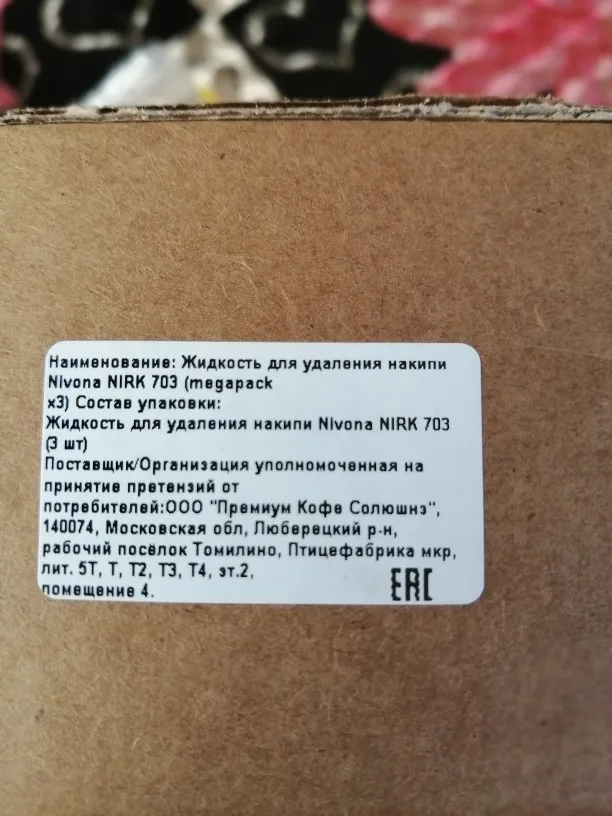 Наименование: Жидкость для удаления накипи
Nivona NIRK 703 (megapack
x3) Состав упаковки:
Жидкость для удаления накипи Nivona NIRK 703
(3 шт)
Поставщик/Организация уполномоченная на
принятие претензий от
потребителей:ООО "Премиум Кофе Солюшнз",
140074, Московская обл, Люберецкий р-н,
рабочий посёлок Томилино, Птицефабрика мкр,
лит. 5Т, Т, Т2, Т3, Т4, эт.2,
помещение 4.
EAC